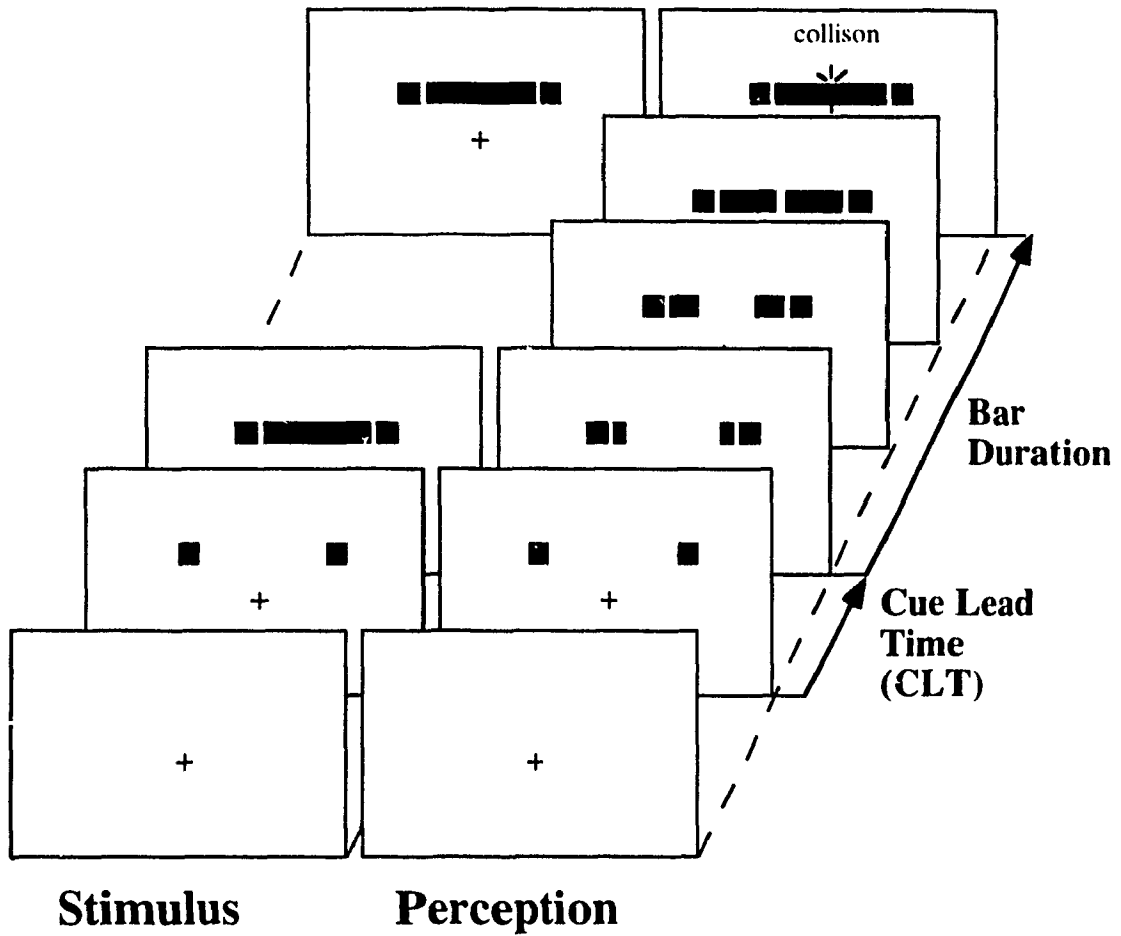 collison
Bar
Duration
Cue Lead
Time
(CLT)
Stimulus
Perception